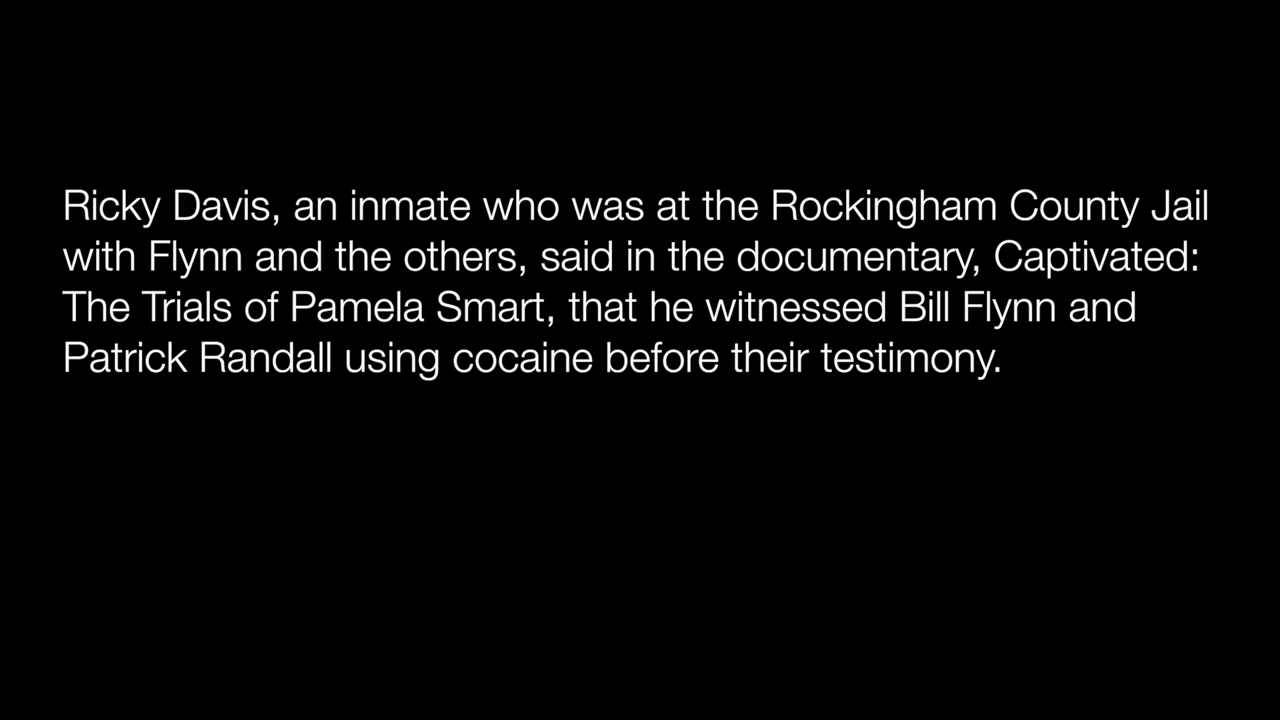 Ricky Davis, an inmate who was at the Rockingham County Jail
with Flynn and the others, said in the documentary, Captivated:
The Trials of Pamela Smart, that he witnessed Bill Flynn and
Patrick Randall using cocaine before their testimony.